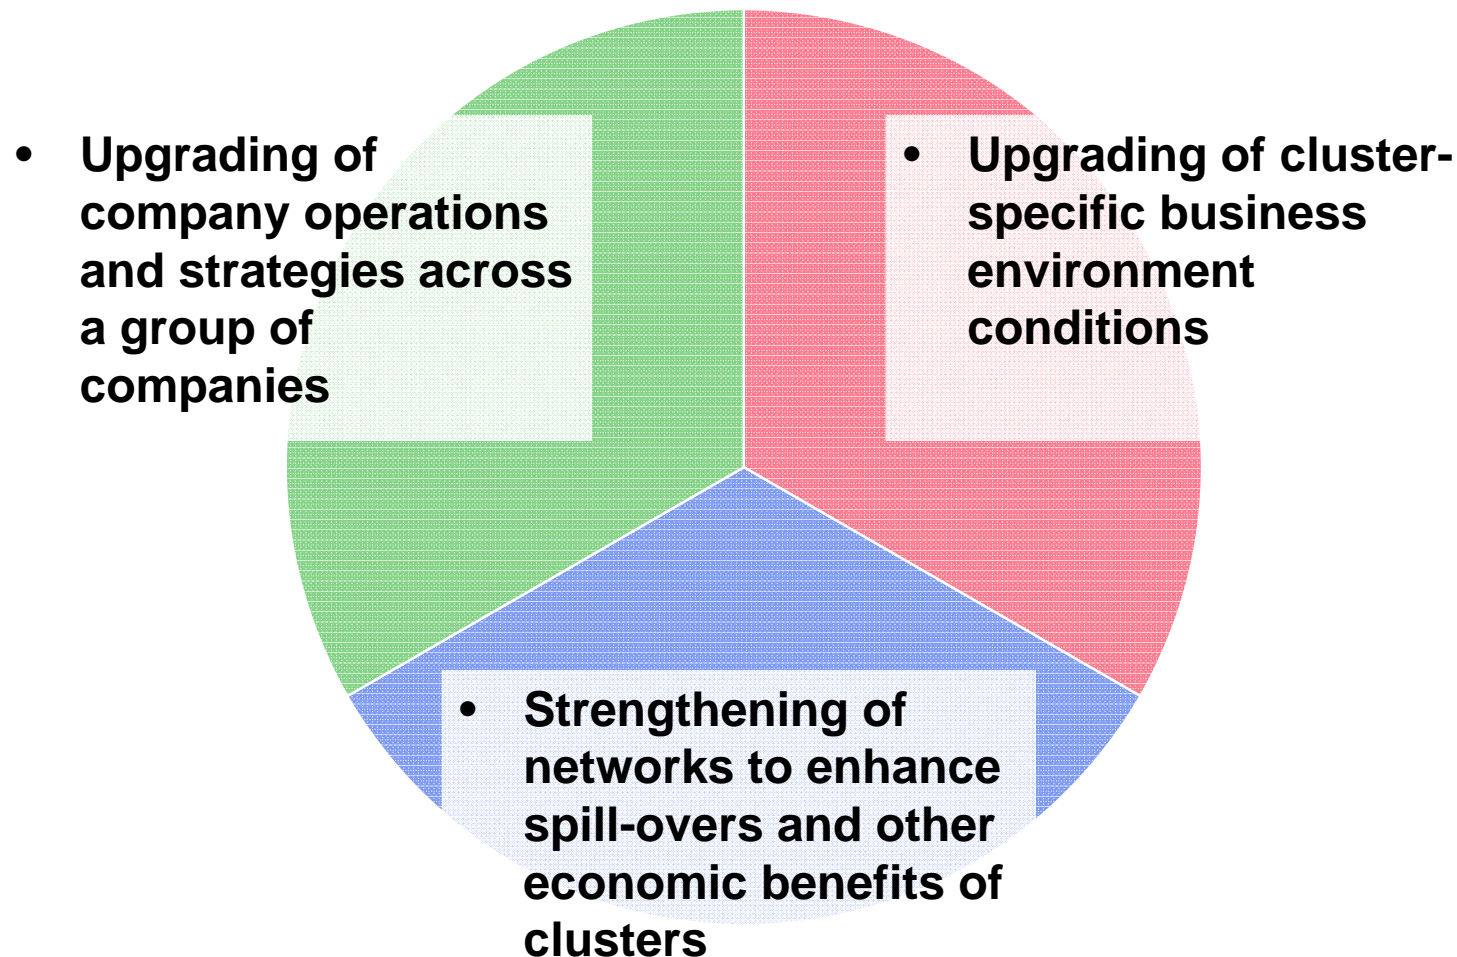 • Upgrading of
company operations
and strategies across
a group of
companies
• Upgrading of cluster-
specific business
environment
conditions
• Strengthening of
networks to enhance
spill-overs and other
economic benefits of
clusters